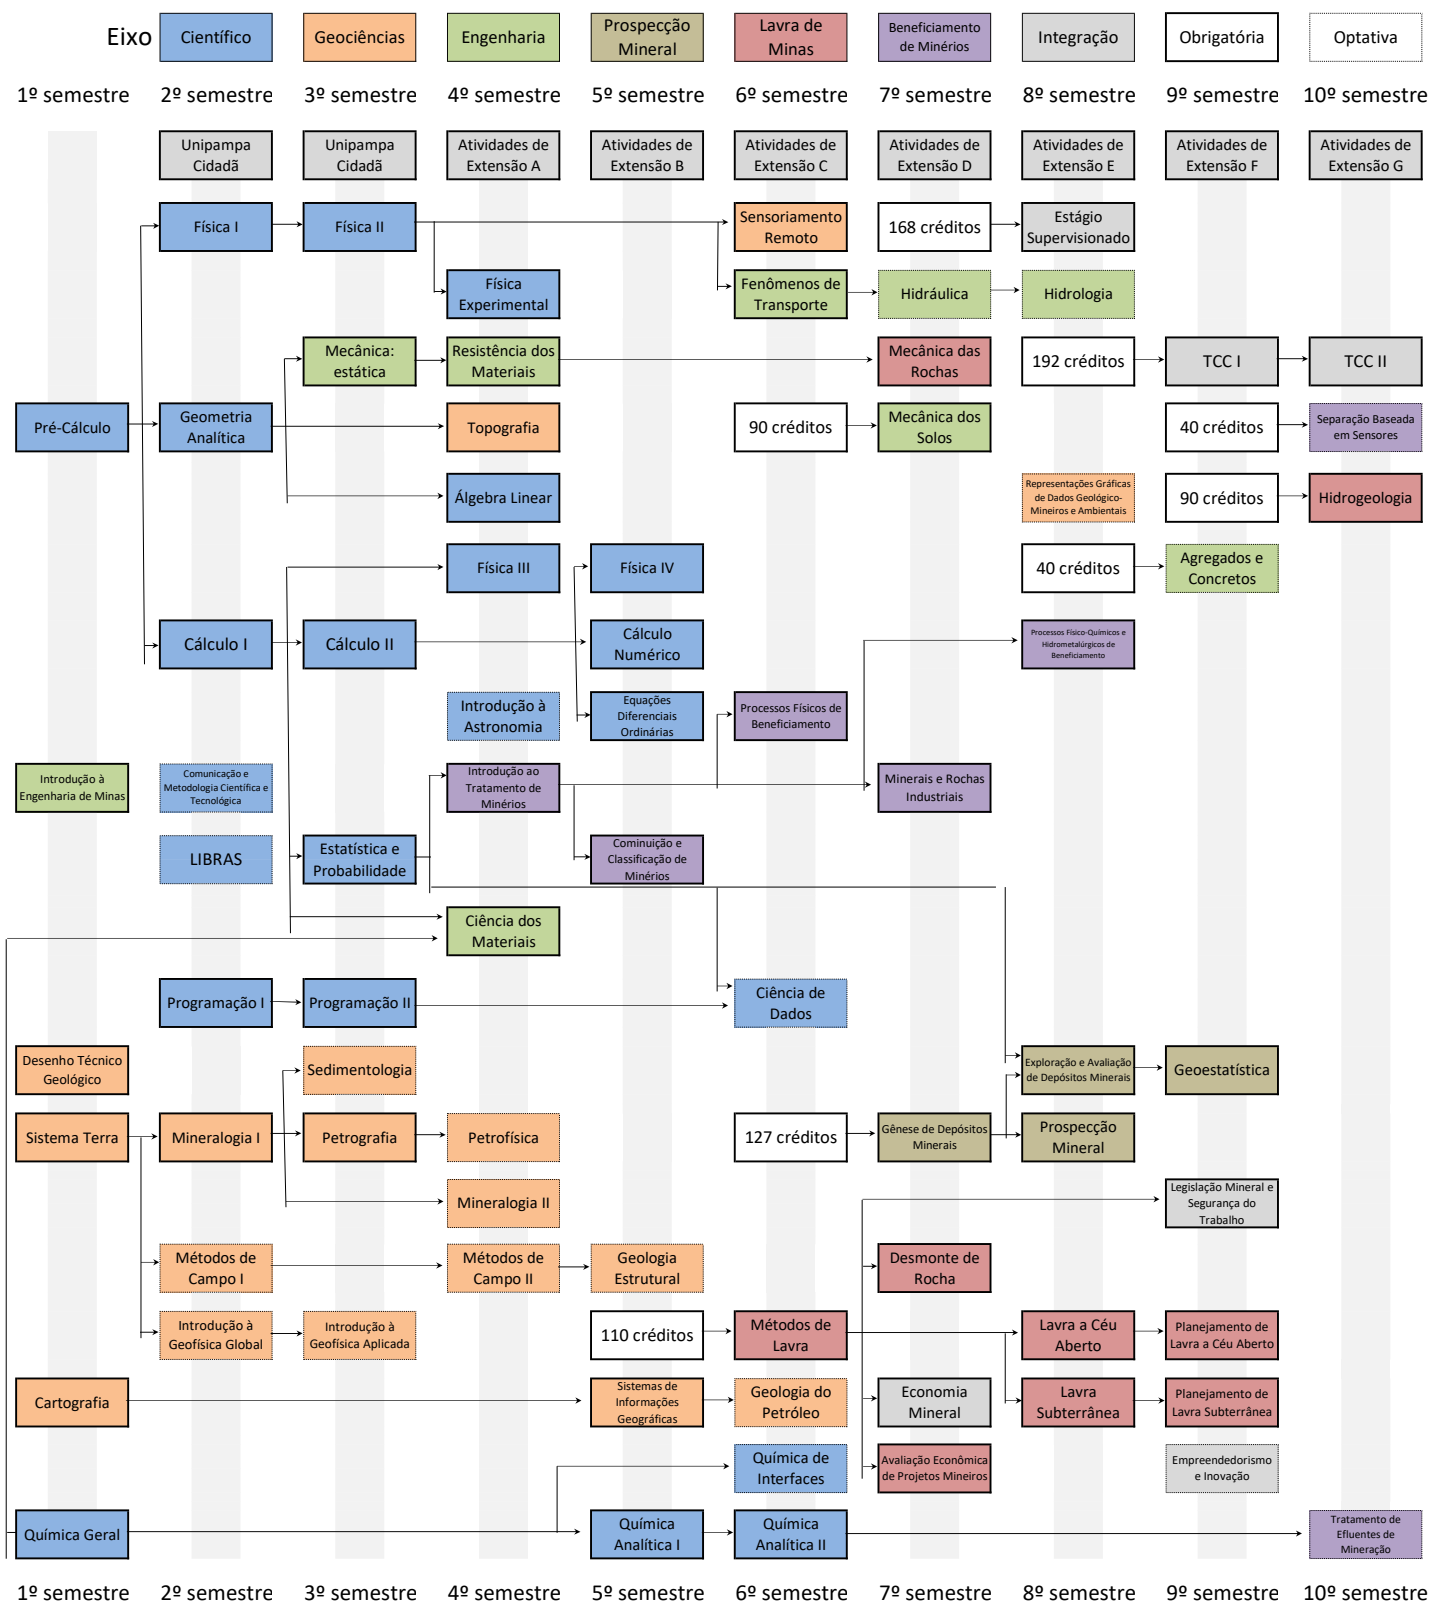 Eixo
Científico
Geociências
Engenharia
Prospecção
Mineral
Lavra de
Minas
Beneficiamento
de Minérios
Integração
Obrigatória
Optativa
1º semestre
2º semestre
3º semestre
4º semestre
5º semestre
6º semestre
7º semestre
8º semestre
9º semestre
10º semestre
Unipampa
Cidadã
Unipampa
Cidadã
Atividades de
Extensão A
Atividades de
Extensão B
Atividades de
Extensão C
Atividades de
Extensão D
Atividades de
Extensão E
Atividades de
Extensão F
Atividades de
Extensão G
Física I
Física II
Sensoriamento
Remoto
168 créditos
Estágio
Supervisionado
Física
Experimental
Fenômenos de
Transporte
Hidráulica
Hidrologia
Mecânica:
estática
Resistência dos
Materiais
Mecânica das
Rochas
192 créditos
TCC I
TCC II
Pré-Cálculo
Geometria
Analítica
Topografia
90 créditos
Mecânica dos
Solos
40 créditos
Separação Baseada
em Sensores
Álgebra Linear
Representações Gráficas
de Dados Geológico-
Mineiros e Ambientais
90 créditos
Hidrogeologia
Física III
Física IV
40 créditos
Agregados e
Concretos
Cálculo I
Cálculo II
Cálculo
Numérico
Processos Físico-Químicos e
Hidrometalúrgicos de
Beneficiamento
Introdução à
Astronomia
Equações
Diferenciais
Ordinárias
Processos Físicos de
Beneficiamento
Introdução à
Engenharia de Minas
Comunicação e
Metodologia Científica e
Tecnológica
Introdução ao
Tratamento de
Minérios
Minerais e Rochas
Industriais
LIBRAS
Estatística e
Probabilidade
Cominuição e
Classificação de
Minérios
Ciência dos
Materiais
Programação I
Programação II
Ciência de
Dados
Desenho Técnico
Geológico
Sedimentologia
Exploração e Avaliação
de Depósitos Minerais
Geoestatística
Sistema Terra
Mineralogia I
Petrografia
Petrofísica
127 créditos
Gênese de Depósitos
Minerais
Prospecção
Mineral
Mineralogia II
Legislação Mineral e
Segurança do
Trabalho
Métodos de
Campo I
Métodos de
Campo II
Geologia
Estrutural
Desmonte de
Rocha
Introdução à
Geofísica Global
Introdução à
Geofísica Aplicada
110 créditos
Métodos de
Lavra
Lavra a Céu
Aberto
Planejamento de
Lavra a Céu Aberto
Cartografia
Sistemas de
Informações
Geográficas
Geologia do
Petróleo
Economia
Mineral
Lavra
Subterrânea
Planejamento de
Lavra Subterrânea
Química de
Interfaces
Avaliação Econômica
de Projetos Mineiros
Empreendedorismo
e Inovação
Química Geral
Química
Analítica I
Química
Analítica II
Tratamento de
Efluentes de
Mineração
1º semestre
2º semestre
3º semestre
4º semestre
5º semestre
6º semestre
7º semestre
8º semestre
9º semestre
10º semestre